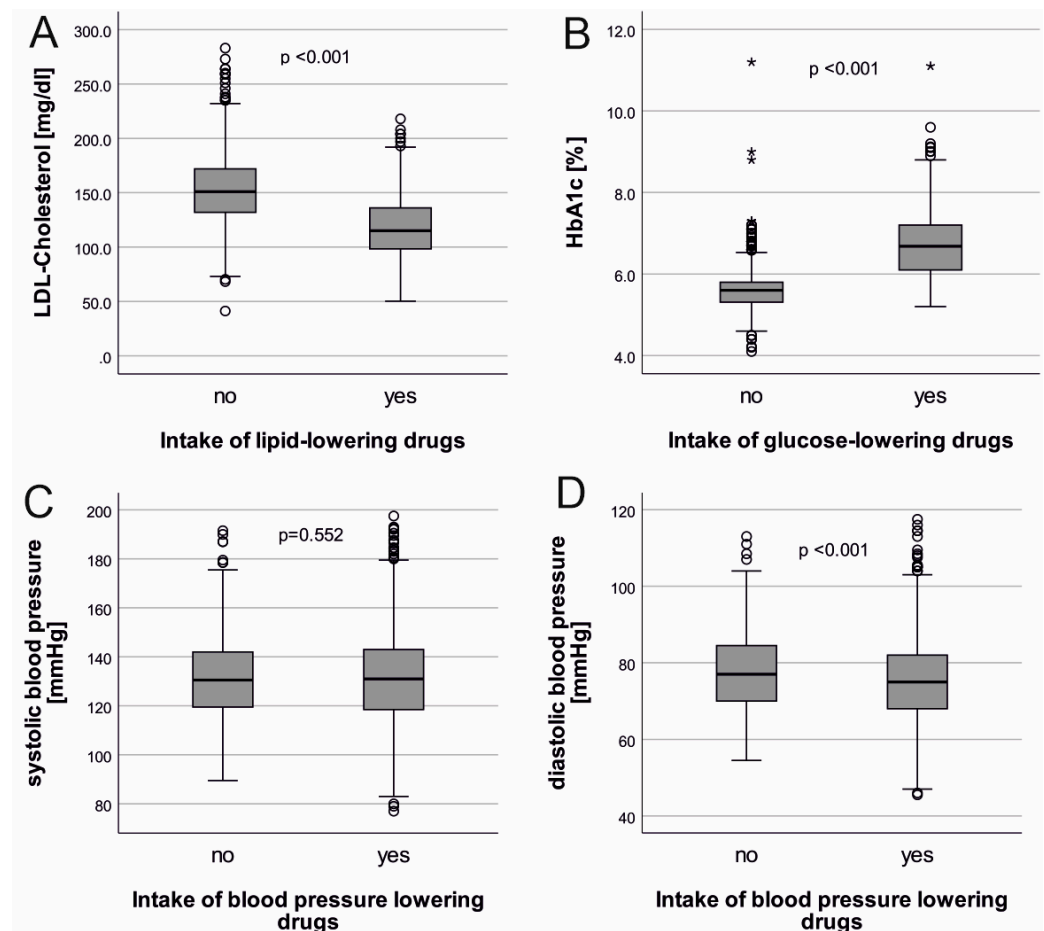 A
LDL-Cholesterol [mg/dl]
300.0
250.0
200.0
150.0
100.0
50.0
.0
p <0.001
no
yes
Intake of lipid-lowering drugs
B
HbA1c [%]
12.0
10.0
8.0
6.0
4.0
p <0.001
no
yes
Intake of glucose-lowering drugs
C
systolic blood pressure
[mmHg]
200
180
160
140
120
100
80
p=0.552
no
yes
Intake of blood pressure lowering
drugs
D
diastolic blood pressure
[mmHg]
120
100
80
60
40
p <0.001
no
yes
Intake of blood pressure lowering
drugs